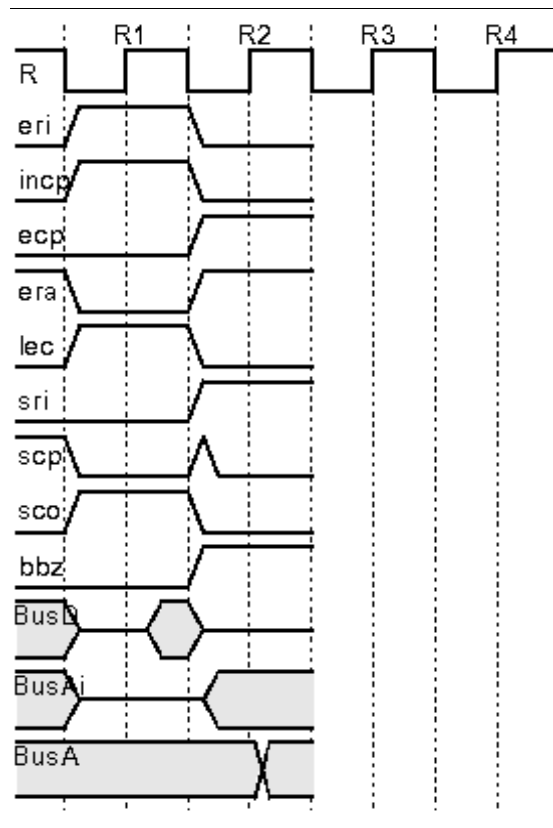 R1 R2 R3 R4
R
eri
incp
ecp
era
lec
sri
scp
sco
bbz
BusD
BusAi
BusA